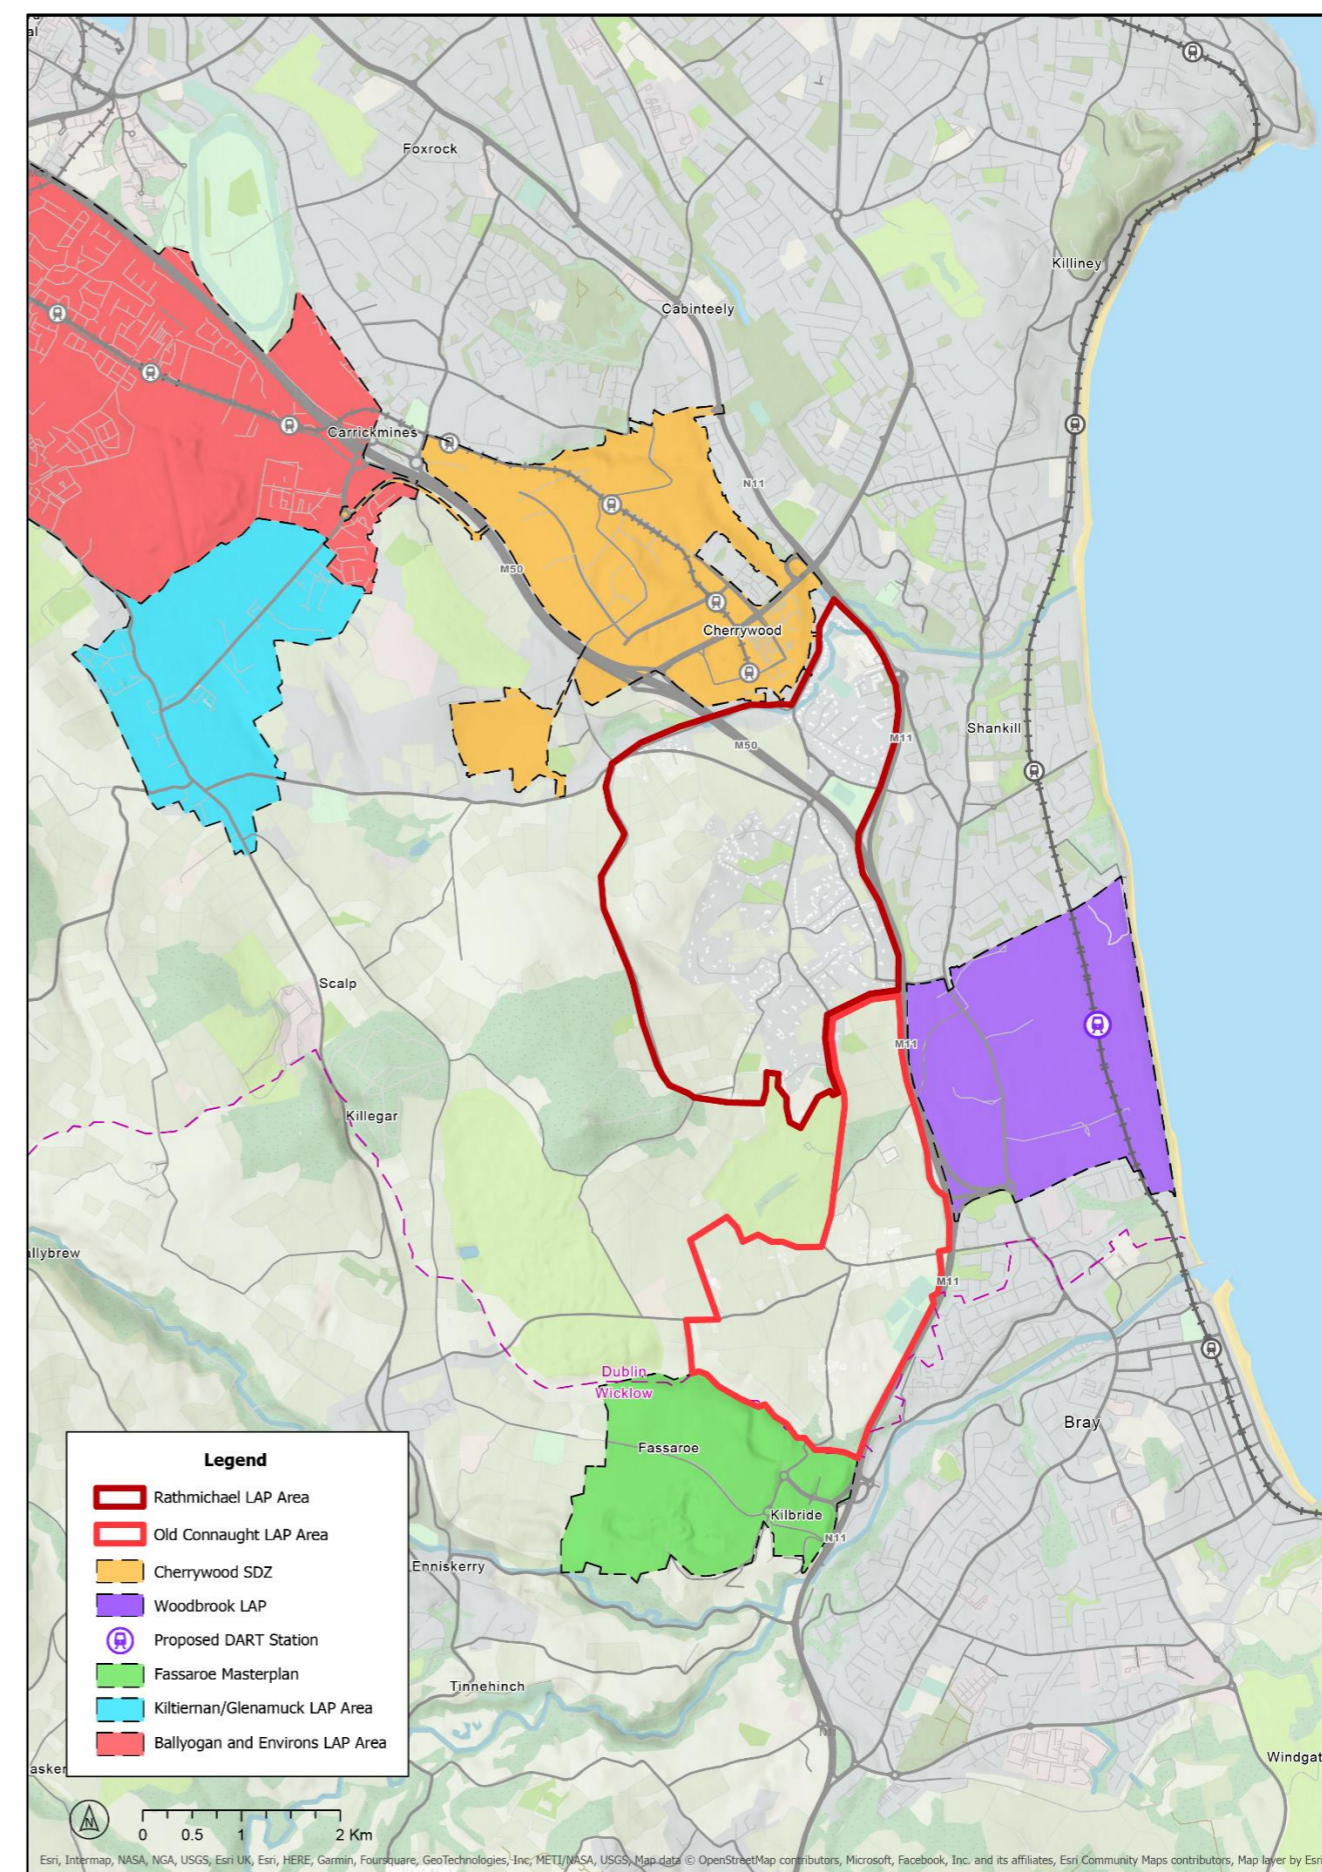 al
Foxrock
Killiney
Cabinteely
Carrickmines
N11
M50
Cherrywood
Shankill
M11
M50
Scalp
M11
Killegar
allybrew
M11
Dublin
Wicklow
Bray
Fassaroe
Kilbride
N11
Enniskerry
Tinnehinch
Windgat
asker
Legend
Rathmichael LAP Area
Old Connaught LAP Area
Cherrywood SDZ
Woodbrook LAP
Proposed DART Station
Fassaroe Masterplan
Kiltiernan/Glenamuck LAP Area
Ballyogan and Environs LAP Area
N
0 0.5 1 2 Km
Esri, Intermap, NASA, NGA, USGS, Esri UK, Esri, HERE, Garmin, Foursquare, GeoTechnologies, Inc, METI/NASA, USGS, Map data © OpenStreetMap contributors, Microsoft, Facebook, Inc. and its affiliates, Esri Community Maps contributors, Map layer by Esri